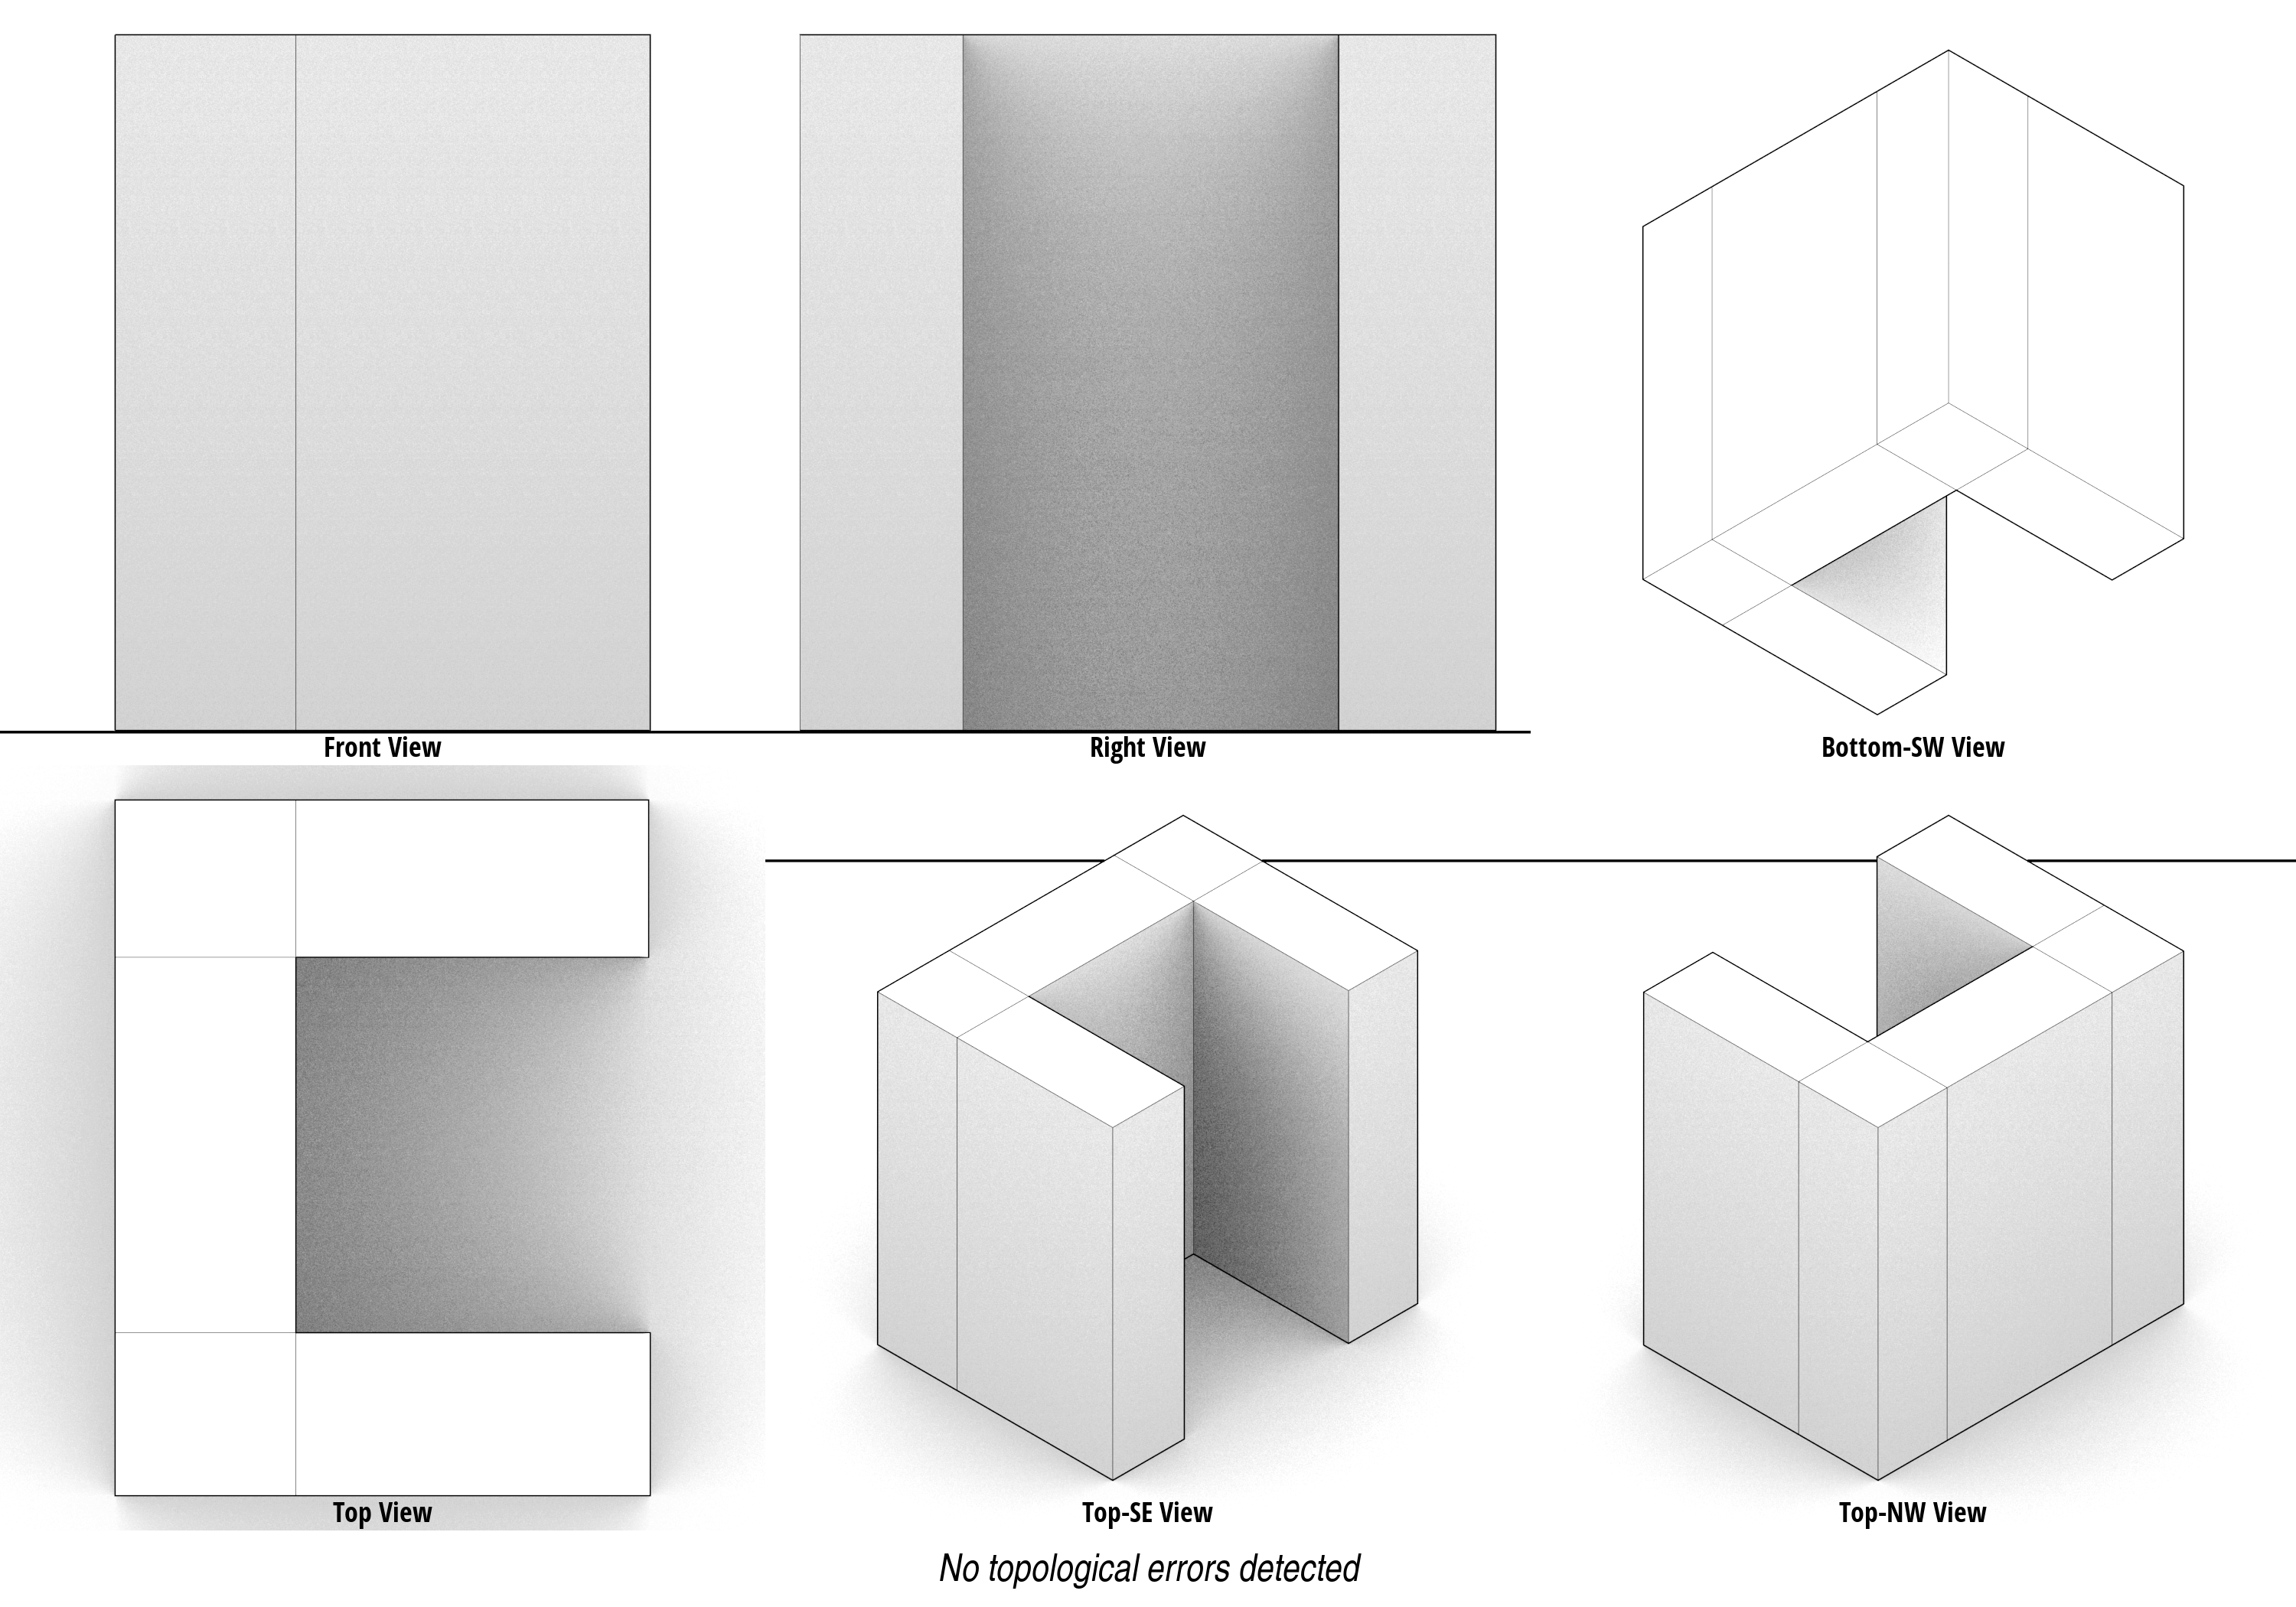 Front View
Right View
Bottom-SW View
Top View
Top-SE View
Top-NW View
No topological errors detected